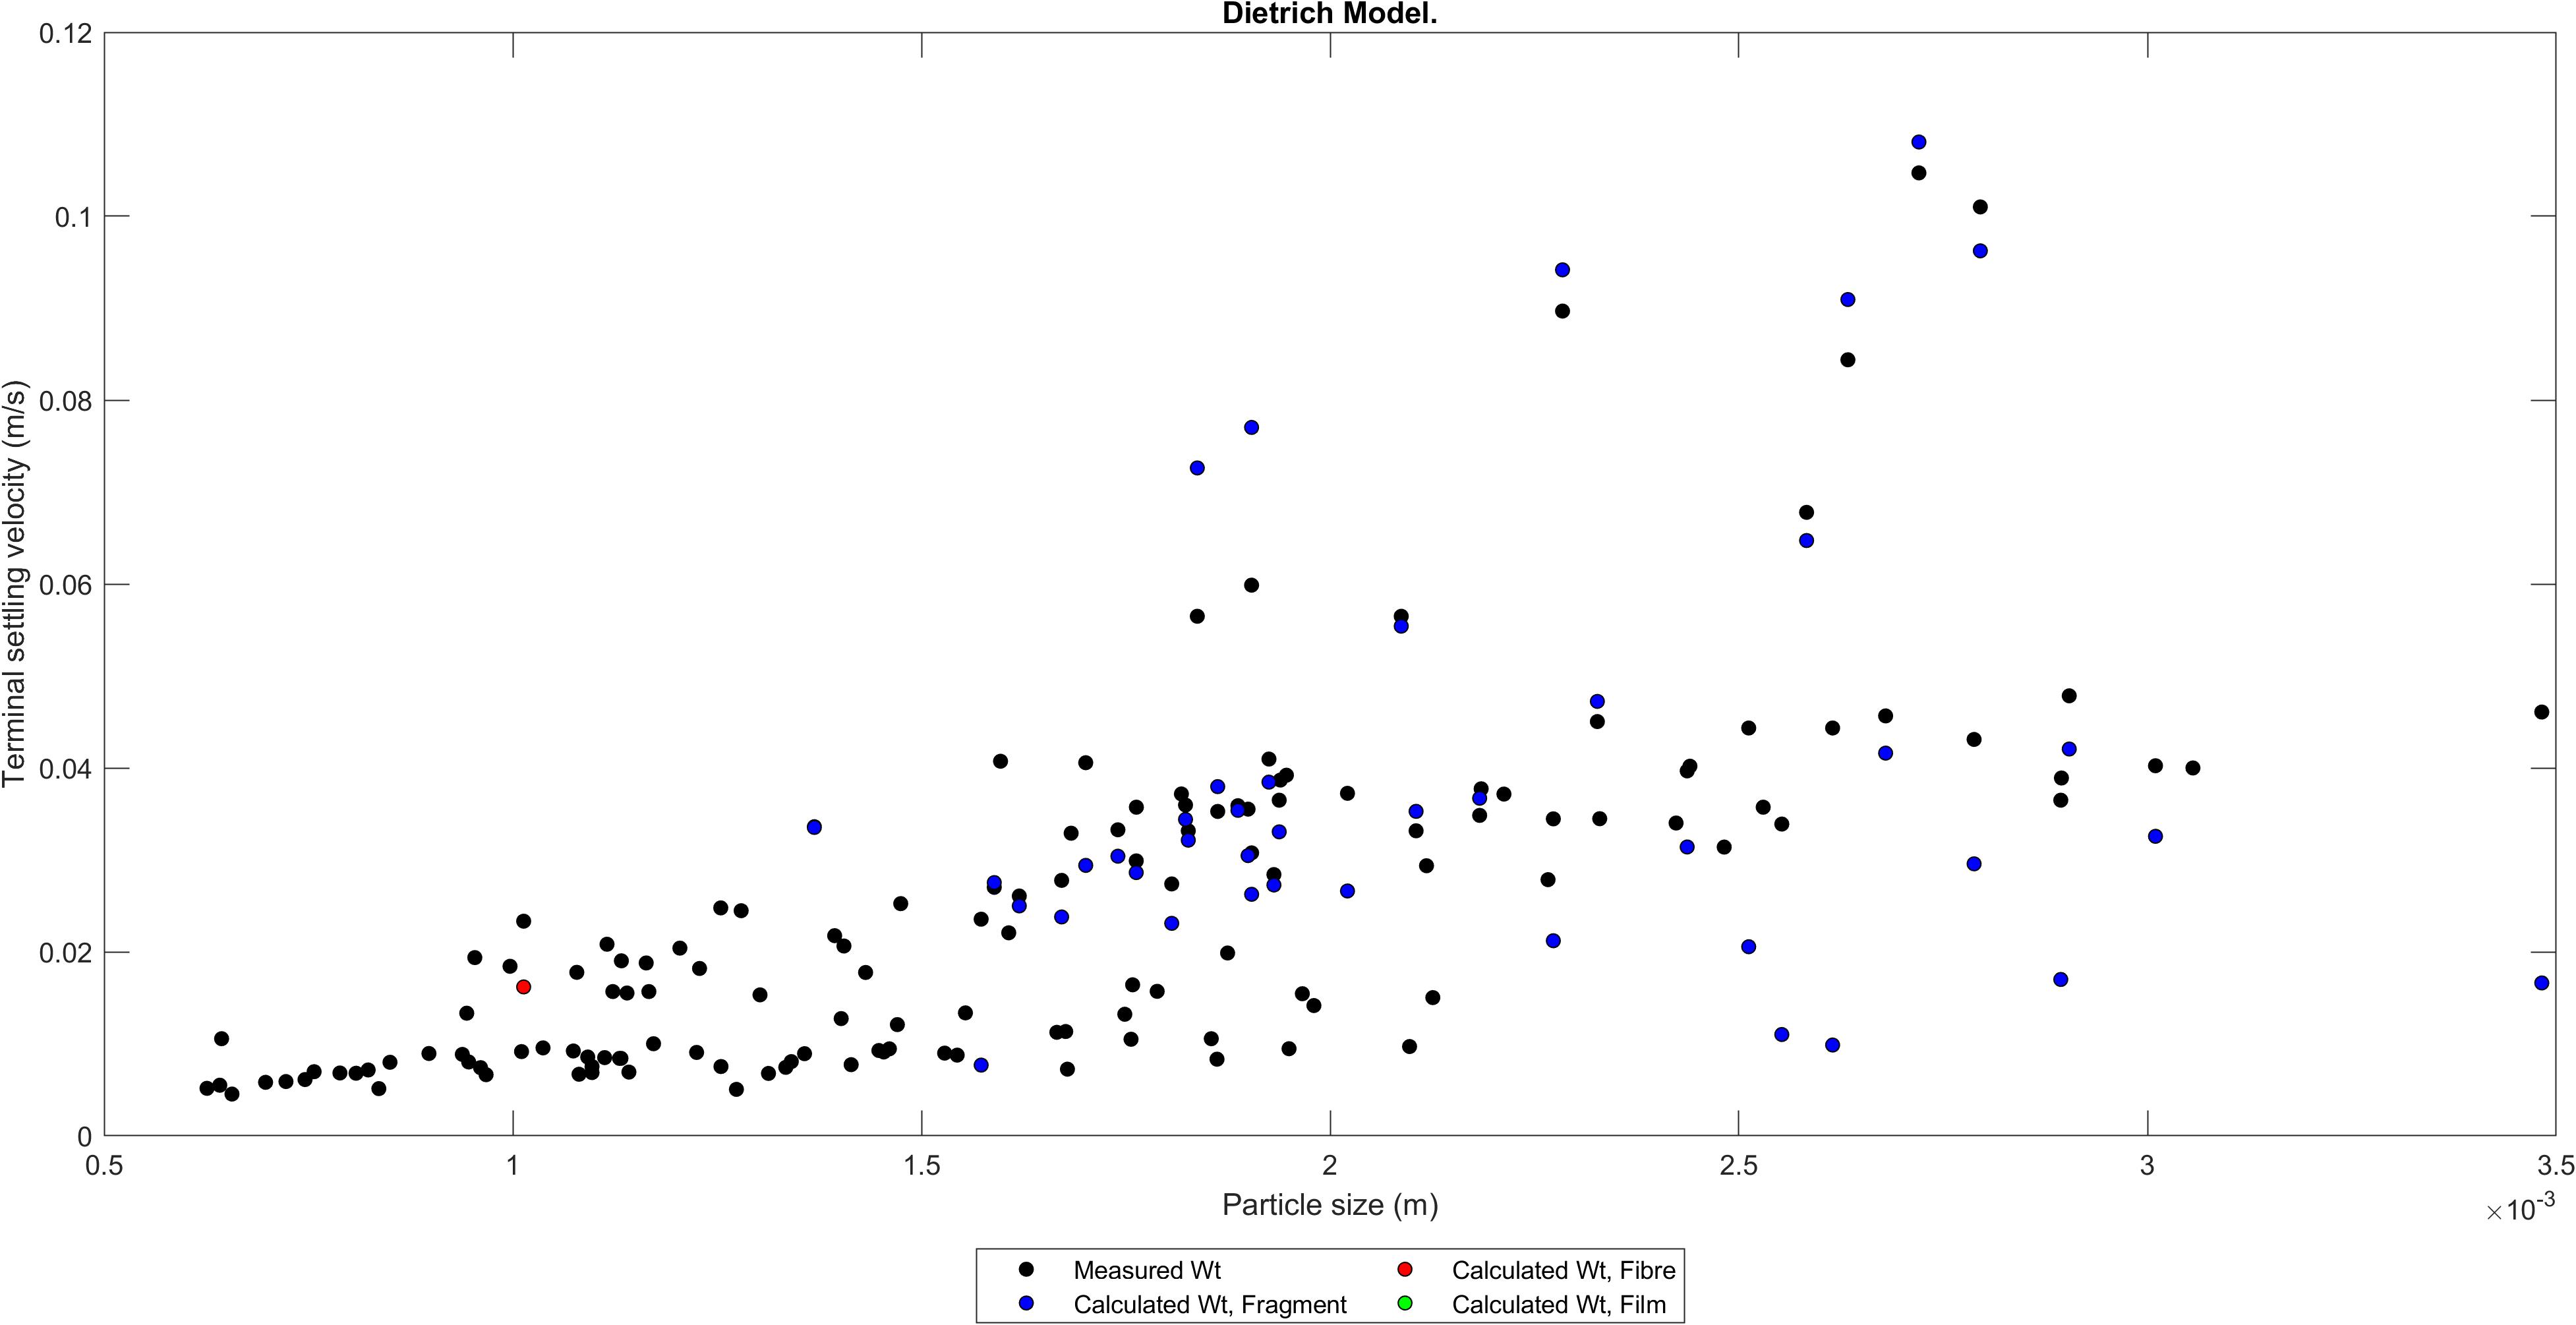 Dietrich Model.
0.12
0.1
0.08
0.06
0.04
0.02
0
Terminal settling velocity (m/s)
0.5 1 1.5 2 2.5 3 3.5
Particle size (m)
×10-3
Measured Wt
Calculated Wt, Fibre
Calculated Wt, Fragment
Calculated Wt, Film